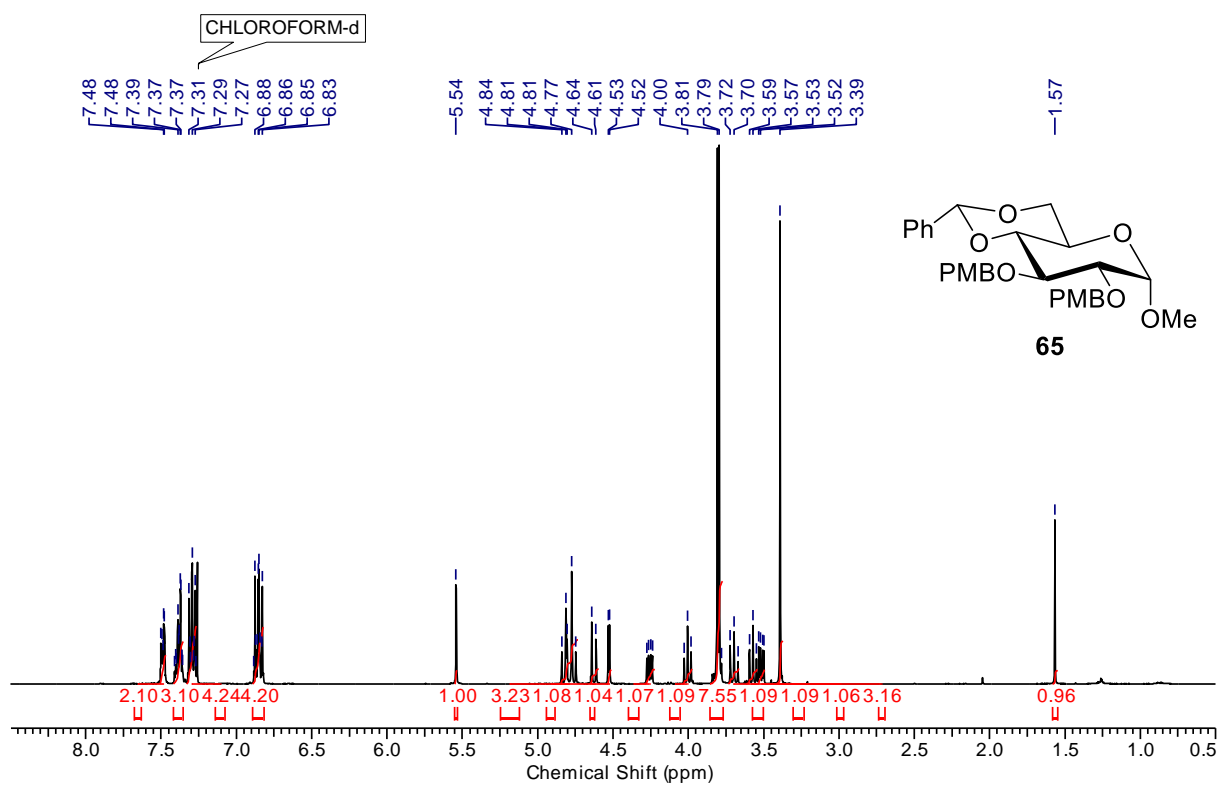 CHLOROFORM-d
7.48 7.48 7.39 7.37 7.37 7.31 7.29 7.27 6.88 6.86 6.85 6.83 5.54 4.84 4.81 4.81 4.77 4.64 4.61 4.53 4.52 4.00 3.81 3.79 3.72 3.70 3.59 3.57 3.53 3.52 3.39 1.57
O
O
Ph
O
PMBO
PMBO
OMe
65
2.10 3.10 4.24 4.20 1.00 3.23 1.08 1.04 1.07 1.09 7.55 1.09 1.09 1.06 3.16 0.96
8.0 7.5 7.0 6.5 6.0 5.5 5.0 4.5 4.0 3.5 3.0 2.5 2.0 1.5 1.0 0.5
Chemical Shift (ppm)